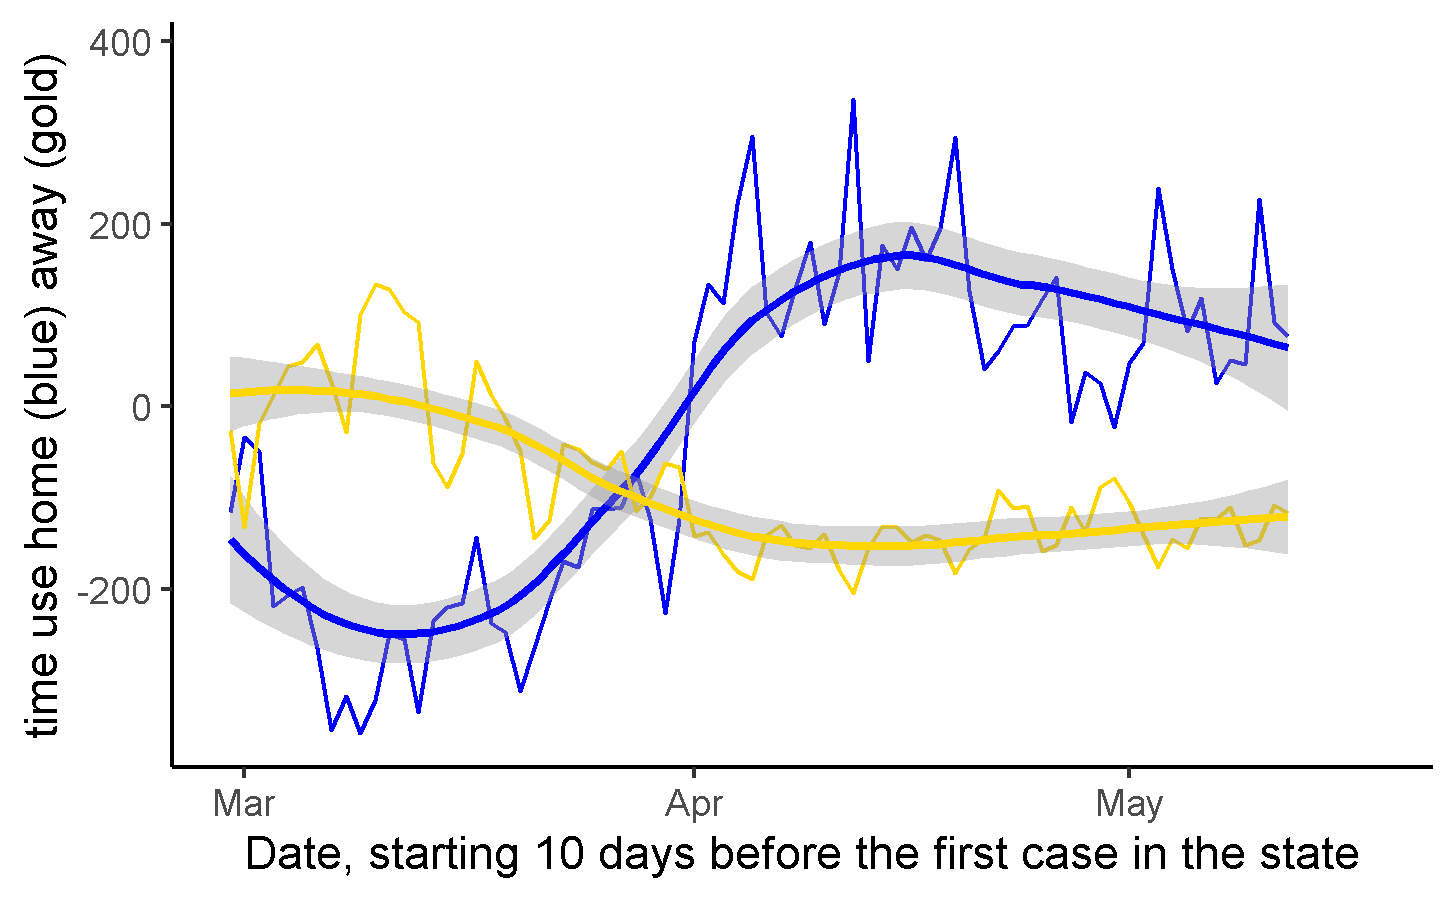 time use home (blue) away (gold)
400
200
0
-200
Mar Apr May
Date, starting 10 days before the first case in the state